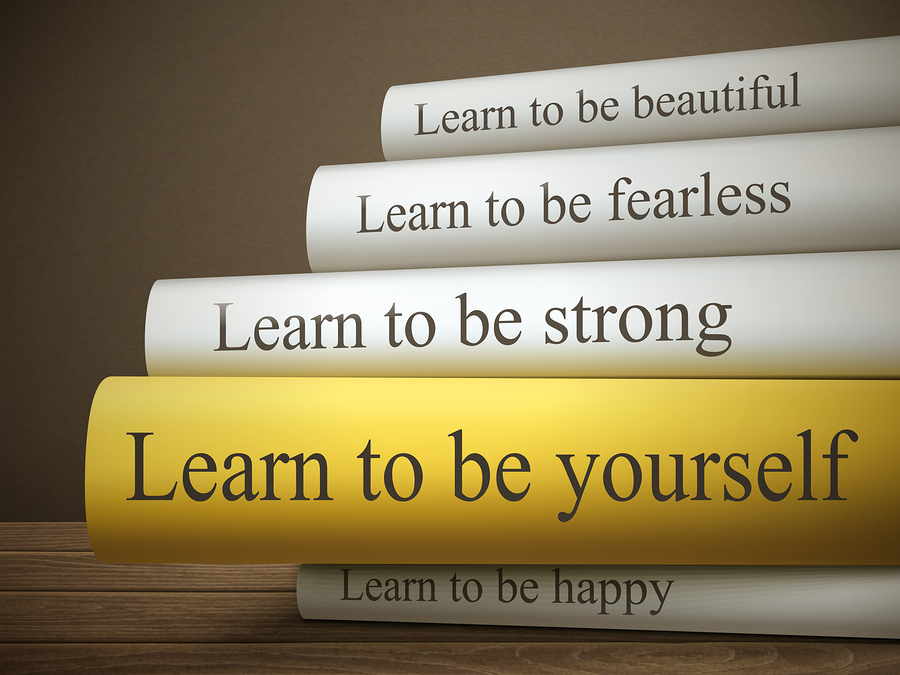 Learn to be beautiful
Learn to be fearless
Learn to be strong
Learn to be yourself
Learn to be happy